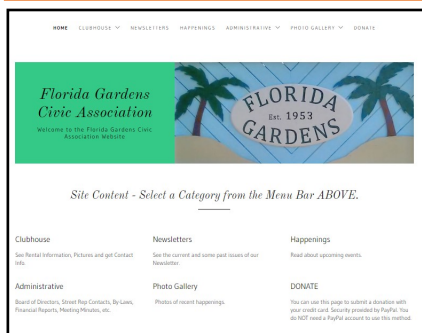 HOME CLUBHOUSE NEWSLETTERS HAPPENINGS ADMINISTRATIVE PHOTO GALLERY DONATE
Florida Gardens
Civic Association
Welcome to the Florida Gardens Civic
Association Website
FLORIDA
Est. 1953
GARDENS
Site Content - Select a Category from the Menu Bar ABOVE.
Clubhouse
See Rental Information, Pictures and get Contact
Info.
Newsletters
See the current and some past issues of our
Newsletter.
Happenings
Read about upcoming events.
Administrative
Board of Directors, Street Rep Contacts, By-Laws,
Financial Reports, Meeting Minutes, etc.
Photo Gallery
Photos of recent happenings.
DONATE
You can use this page to submit a donation with
your credit card. Security provided by PayPal. You
do NOT need a PayPal account to use this method.